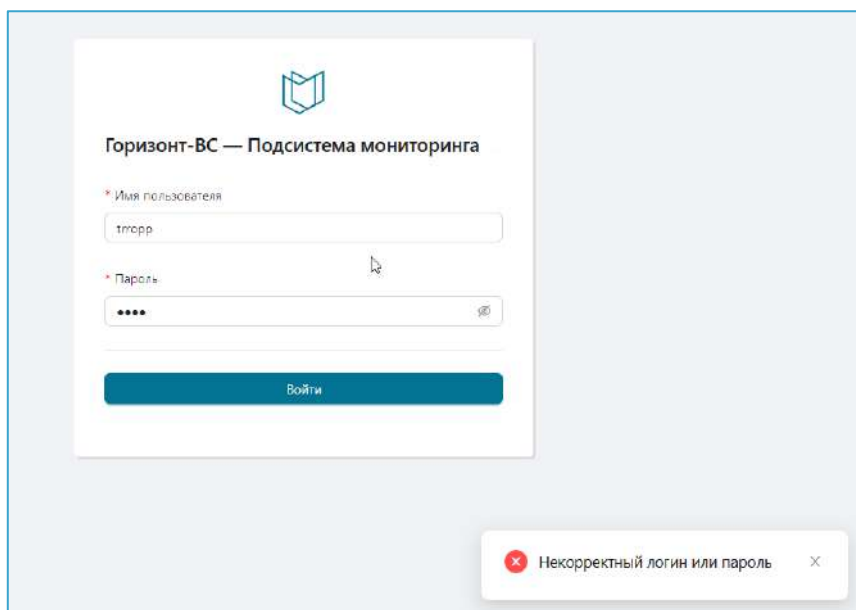 Горизонт-ВС — Подсистема мониторинга
* Имя пользователя
trropp
* Пароль
••••
Войти
Некорректный логин или пароль